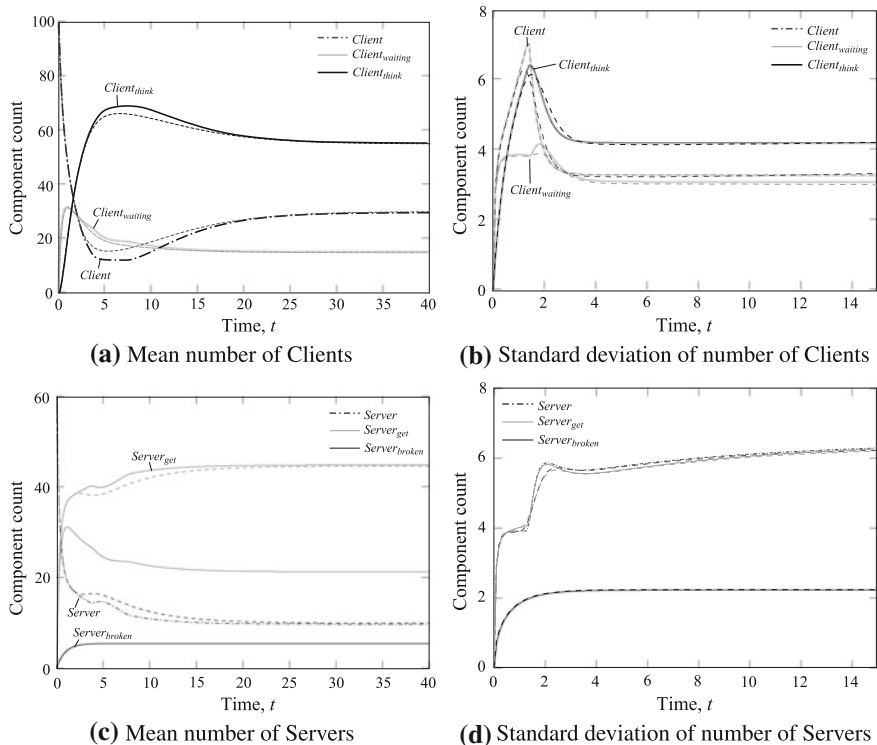 100
80
60
40
20
0
Component count
Client
Client_waiting
Client_think
Client_think
Client_waiting
Client
0 5 10 15 20 25 30 35 40
Time, t
(a) Mean number of Clients
8
6
4
2
0
Component count
Client
Client
Client_waiting
Client_think
Client_think
Client_waiting
0 2 4 6 8 10 12 14
Time, t
(b) Standard deviation of number of Clients
60
40
20
0
Component count
Server
Server_get
Server_broken
Server_get
Server
Server_broken
0 5 10 15 20 25 30 35 40
Time, t
(c) Mean number of Servers
8
6
4
2
0
Component count
Server
Server_get
Server_broken
0 2 4 6 8 10 12 14
Time, t
(d) Standard deviation of number of Servers